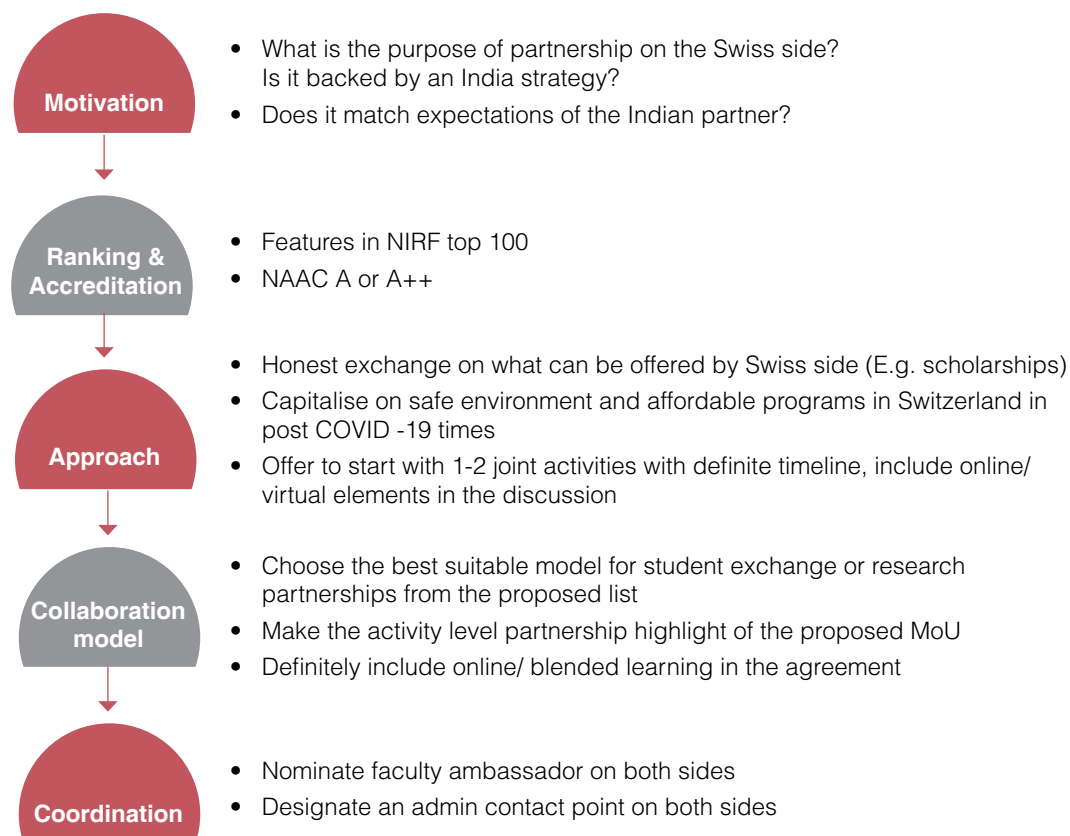 Motivation
• What is the purpose of partnership on the Swiss side?
Is it backed by an India strategy?
• Does it match expectations of the Indian partner?
Ranking &
Accreditation
• Features in NIRF top 100
• NAAC A or A++
Approach
• Honest exchange on what can be offered by Swiss side (E.g. scholarships)
• Capitalise on safe environment and affordable programs in Switzerland in
post COVID -19 times
• Offer to start with 1-2 joint activities with definite timeline, include online/
virtual elements in the discussion
Collaboration
model
• Choose the best suitable model for student exchange or research
partnerships from the proposed list
• Make the activity level partnership highlight of the proposed MoU
• Definitely include online/ blended learning in the agreement
Coordination
• Nominate faculty ambassador on both sides
• Designate an admin contact point on both sides